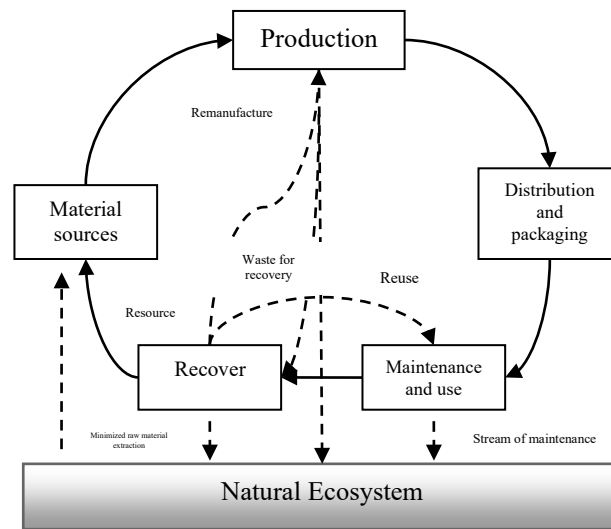 Production
Remanufacture
Material
sources
Distribution
and
packaging
Waste for
recovery
Reuse
Resource
Recover
Maintenance
and use
Minimized raw material
extraction
Stream of maintenance
Natural Ecosystem